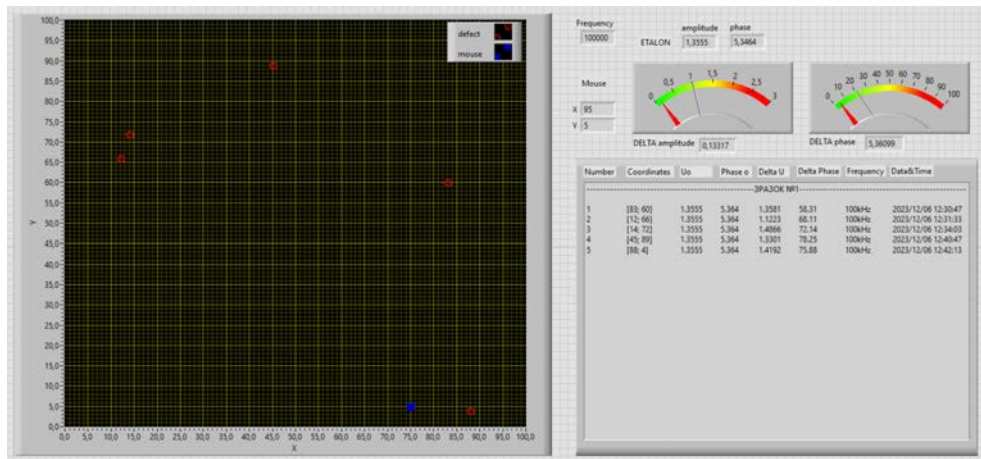 defect
mouse
100,0
95,0
90,0
85,0
80,0
75,0
70,0
65,0
60,0
55,0
50,0
45,0
40,0
35,0
30,0
25,0
20,0
15,0
10,0
5,0
0,0
Y
0,0 5,0 10,0 15,0 20,0 25,0 30,0 35,0 40,0 45,0 50,0 55,0 60,0 65,0 70,0 75,0 80,0 85,0 90,0 95,0 100,0
X
Frequency amplitude phase
100000 ETALON 1,3555 5,3464
Mouse
X 95
Y 5
0 0,5 1 1,5 2 2,5 3
0 10 20 30 40 50 60 70 80 90 100
DELTA amplitude 0,13317 DELTA phase 5,36099
Number Coordinates Uo Phase o Delta U Delta Phase Frequency Data&Time
ЗРАЗОК №1
1 [83; 60] 1.3555 5.364 1.3581 58.31 100kHz 2023/12/06 12:30:47
2 [12; 66] 1.3555 5.364 1.1223 68.11 100kHz 2023/12/06 12:31:33
3 [14; 72] 1.3555 5.364 1.4866 72.14 100kHz 2023/12/06 12:34:03
4 [45; 89] 1.3555 5.364 1.3301 78.25 100kHz 2023/12/06 12:40:47
5 [88; 4] 1.3555 5.364 1.4192 75.88 100kHz 2023/12/06 12:42:13